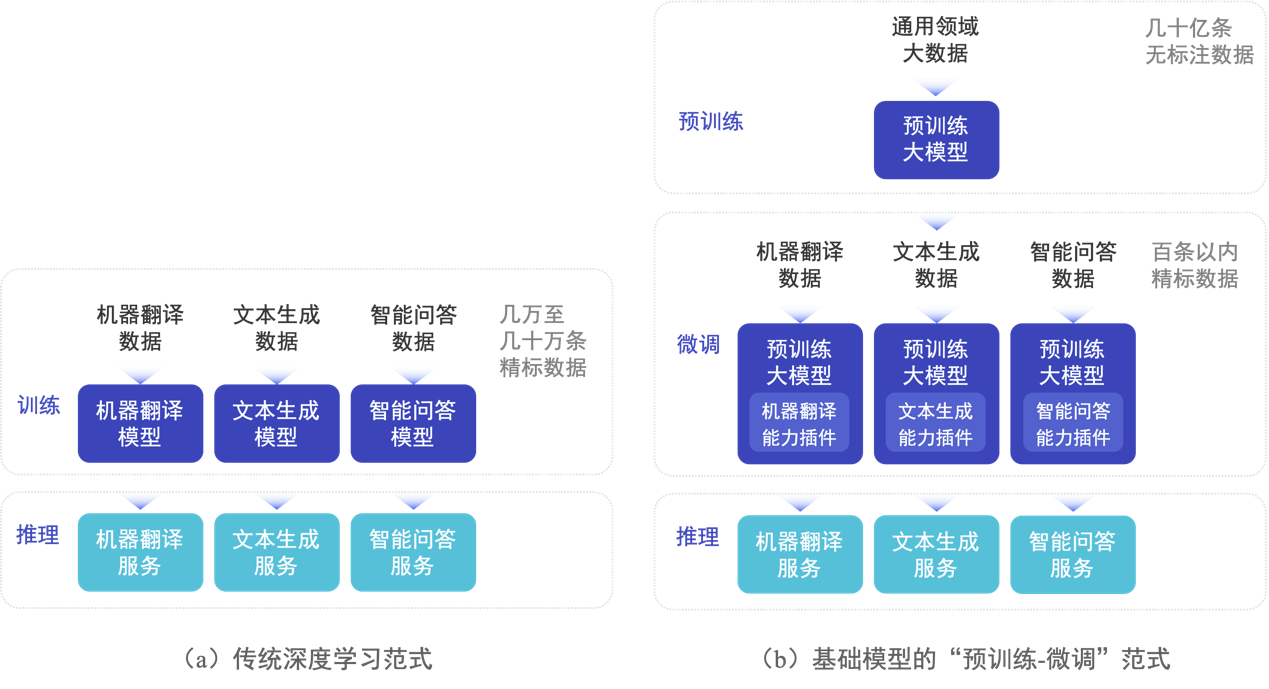 机器翻译
数据
文本生成
数据
智能问答
数据
几万至
几十万条
精标数据
训练
机器翻译
模型
文本生成
模型
智能问答
模型
推理
机器翻译
服务
文本生成
服务
智能问答
服务
（a）传统深度学习范式
通用领域
大数据
几十亿条
无标注数据
预训练
预训练
大模型
机器翻译
数据
文本生成
数据
智能问答
数据
百条以内
精标数据
微调
预训练
大模型
机器翻译
能力插件
预训练
大模型
文本生成
能力插件
预训练
大模型
智能问答
能力插件
推理
机器翻译
服务
文本生成
服务
智能问答
服务
（b）基础模型的“预训练-微调”范式